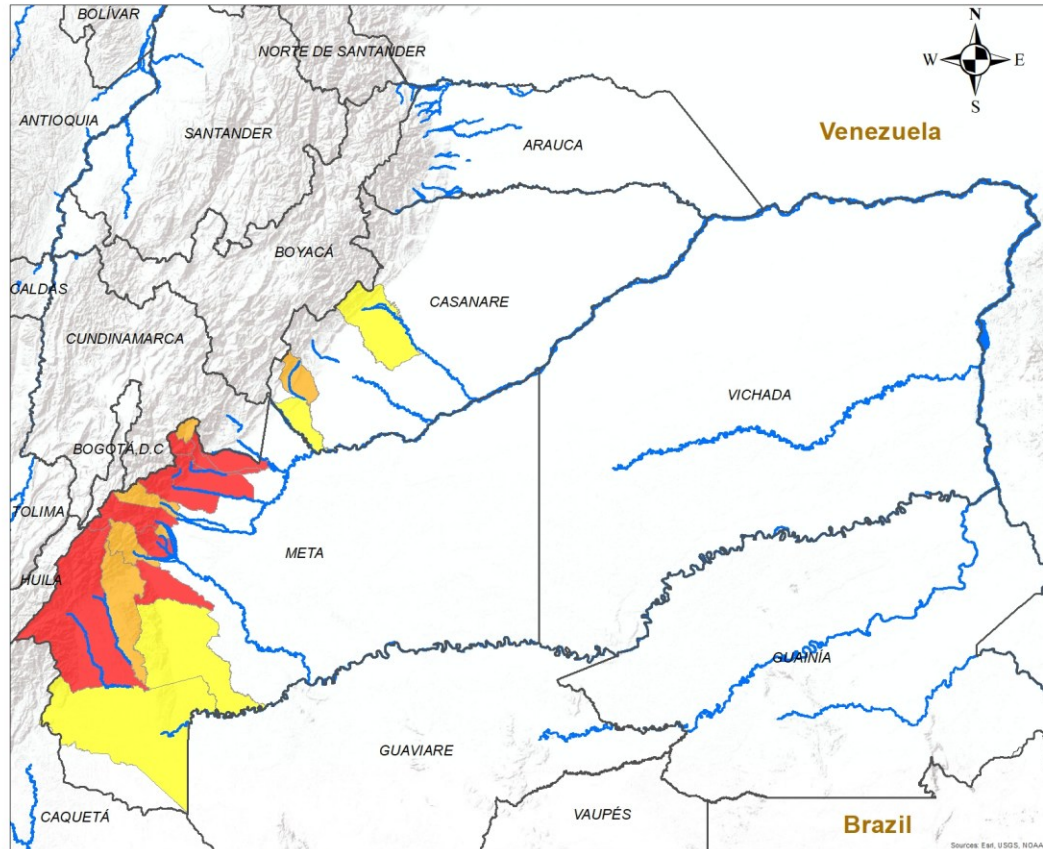 BOLÍVAR
NORTE DE SANTANDER
N
W
E
S
ANTIOQUIA
SANTANDER
ARAUCA
Venezuela
BOYACÁ
CALDAS
CASANARE
CUNDINAMARCA
VICHADA
BOGOTÁ,D.C
TOLIMA
META
HUILA
GUAINÍA
GUAVIARE
CAQUETÁ
VAUPÉS
Brazil
Sources: Esri, USGS, NOAA